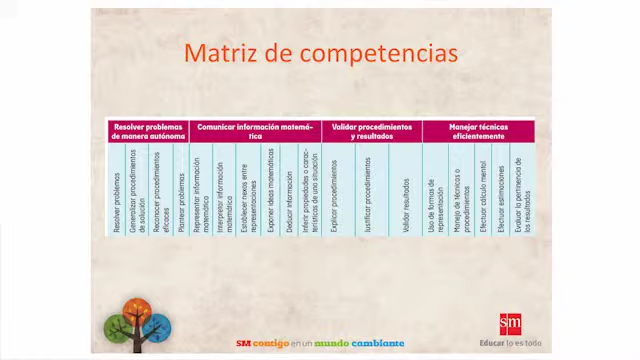 Matriz de competencias
Resolver problemas
de manera autónoma
Comunicar información matemá-
tica
Validar procedimientos
y resultados
Manejar técnicas
eficientemente
Resolver problemas
Generalizar procedimientos
de solución
Reconocer procedimientos
eficaces
Plantear problemas
Representar información
matemática
Interpretar información
matemática
Establecer nexos entre
representaciones
Exponer ideas matemáticas
Deducir información
Inferir propiedades o carac-
terísticas de una situación
Explicar procedimientos
Justificar procedimientos
Validar resultados
Uso de formas de
representación
Manejo de técnicas o
procedimientos
Efectuar cálculo mental
Efectuar estimaciones
Evaluar la pertinencia de
los resultados
SM contigo en un mundo cambiante
sm
Educar lo es todo